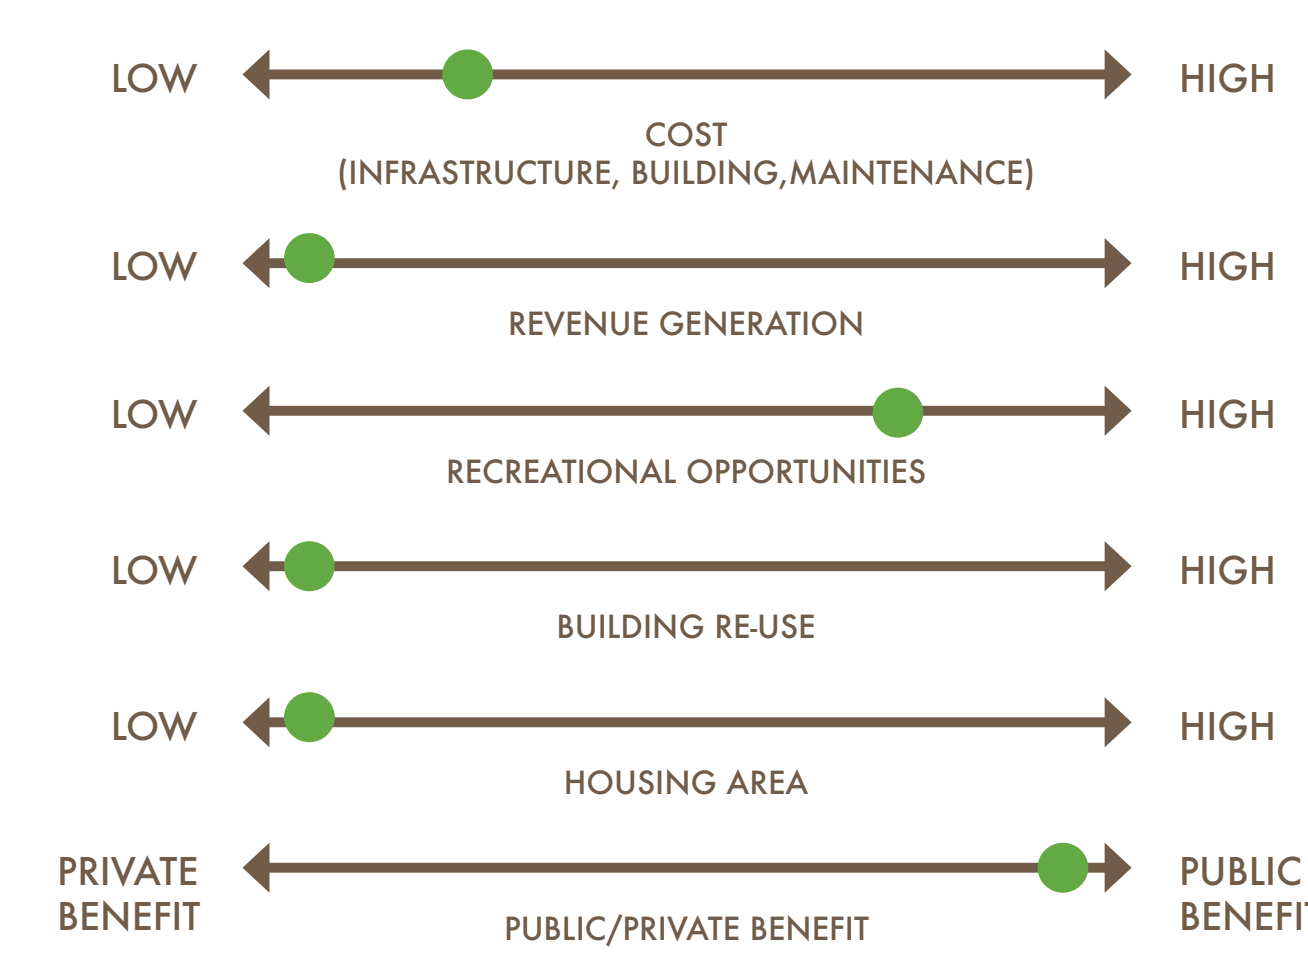 LOW HIGH
COST
(INFRASTRUCTURE, BUILDING,MAINTENANCE)
LOW HIGH
REVENUE GENERATION
LOW HIGH
RECREATIONAL OPPORTUNITIES
LOW HIGH
BUILDING RE-USE
LOW HIGH
HOUSING AREA
PRIVATE PUBLIC
BENEFIT BENEFIT
PUBLIC/PRIVATE BENEFIT